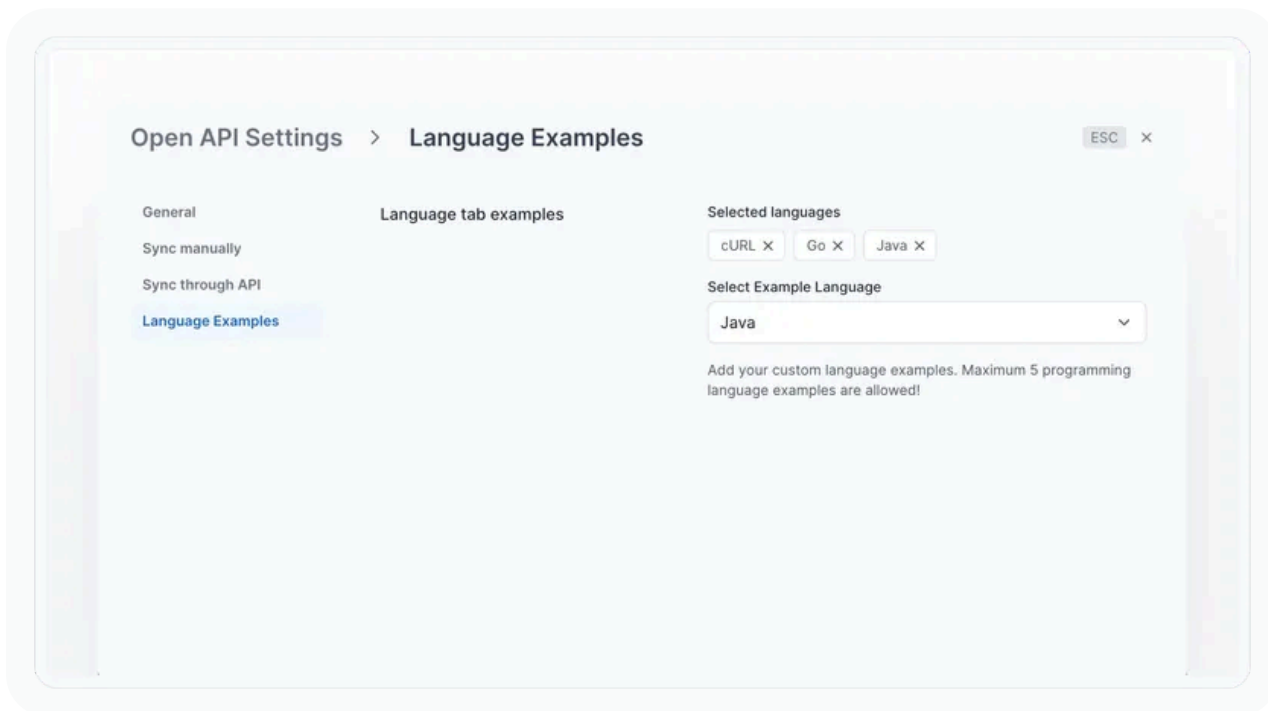 Open API Settings > Language Examples
ESC ×
General
Sync manually
Sync through API
Language Examples
Language tab examples
Selected languages
cURL × Go × Java ×
Select Example Language
Java
Add your custom language examples. Maximum 5 programming
language examples are allowed!